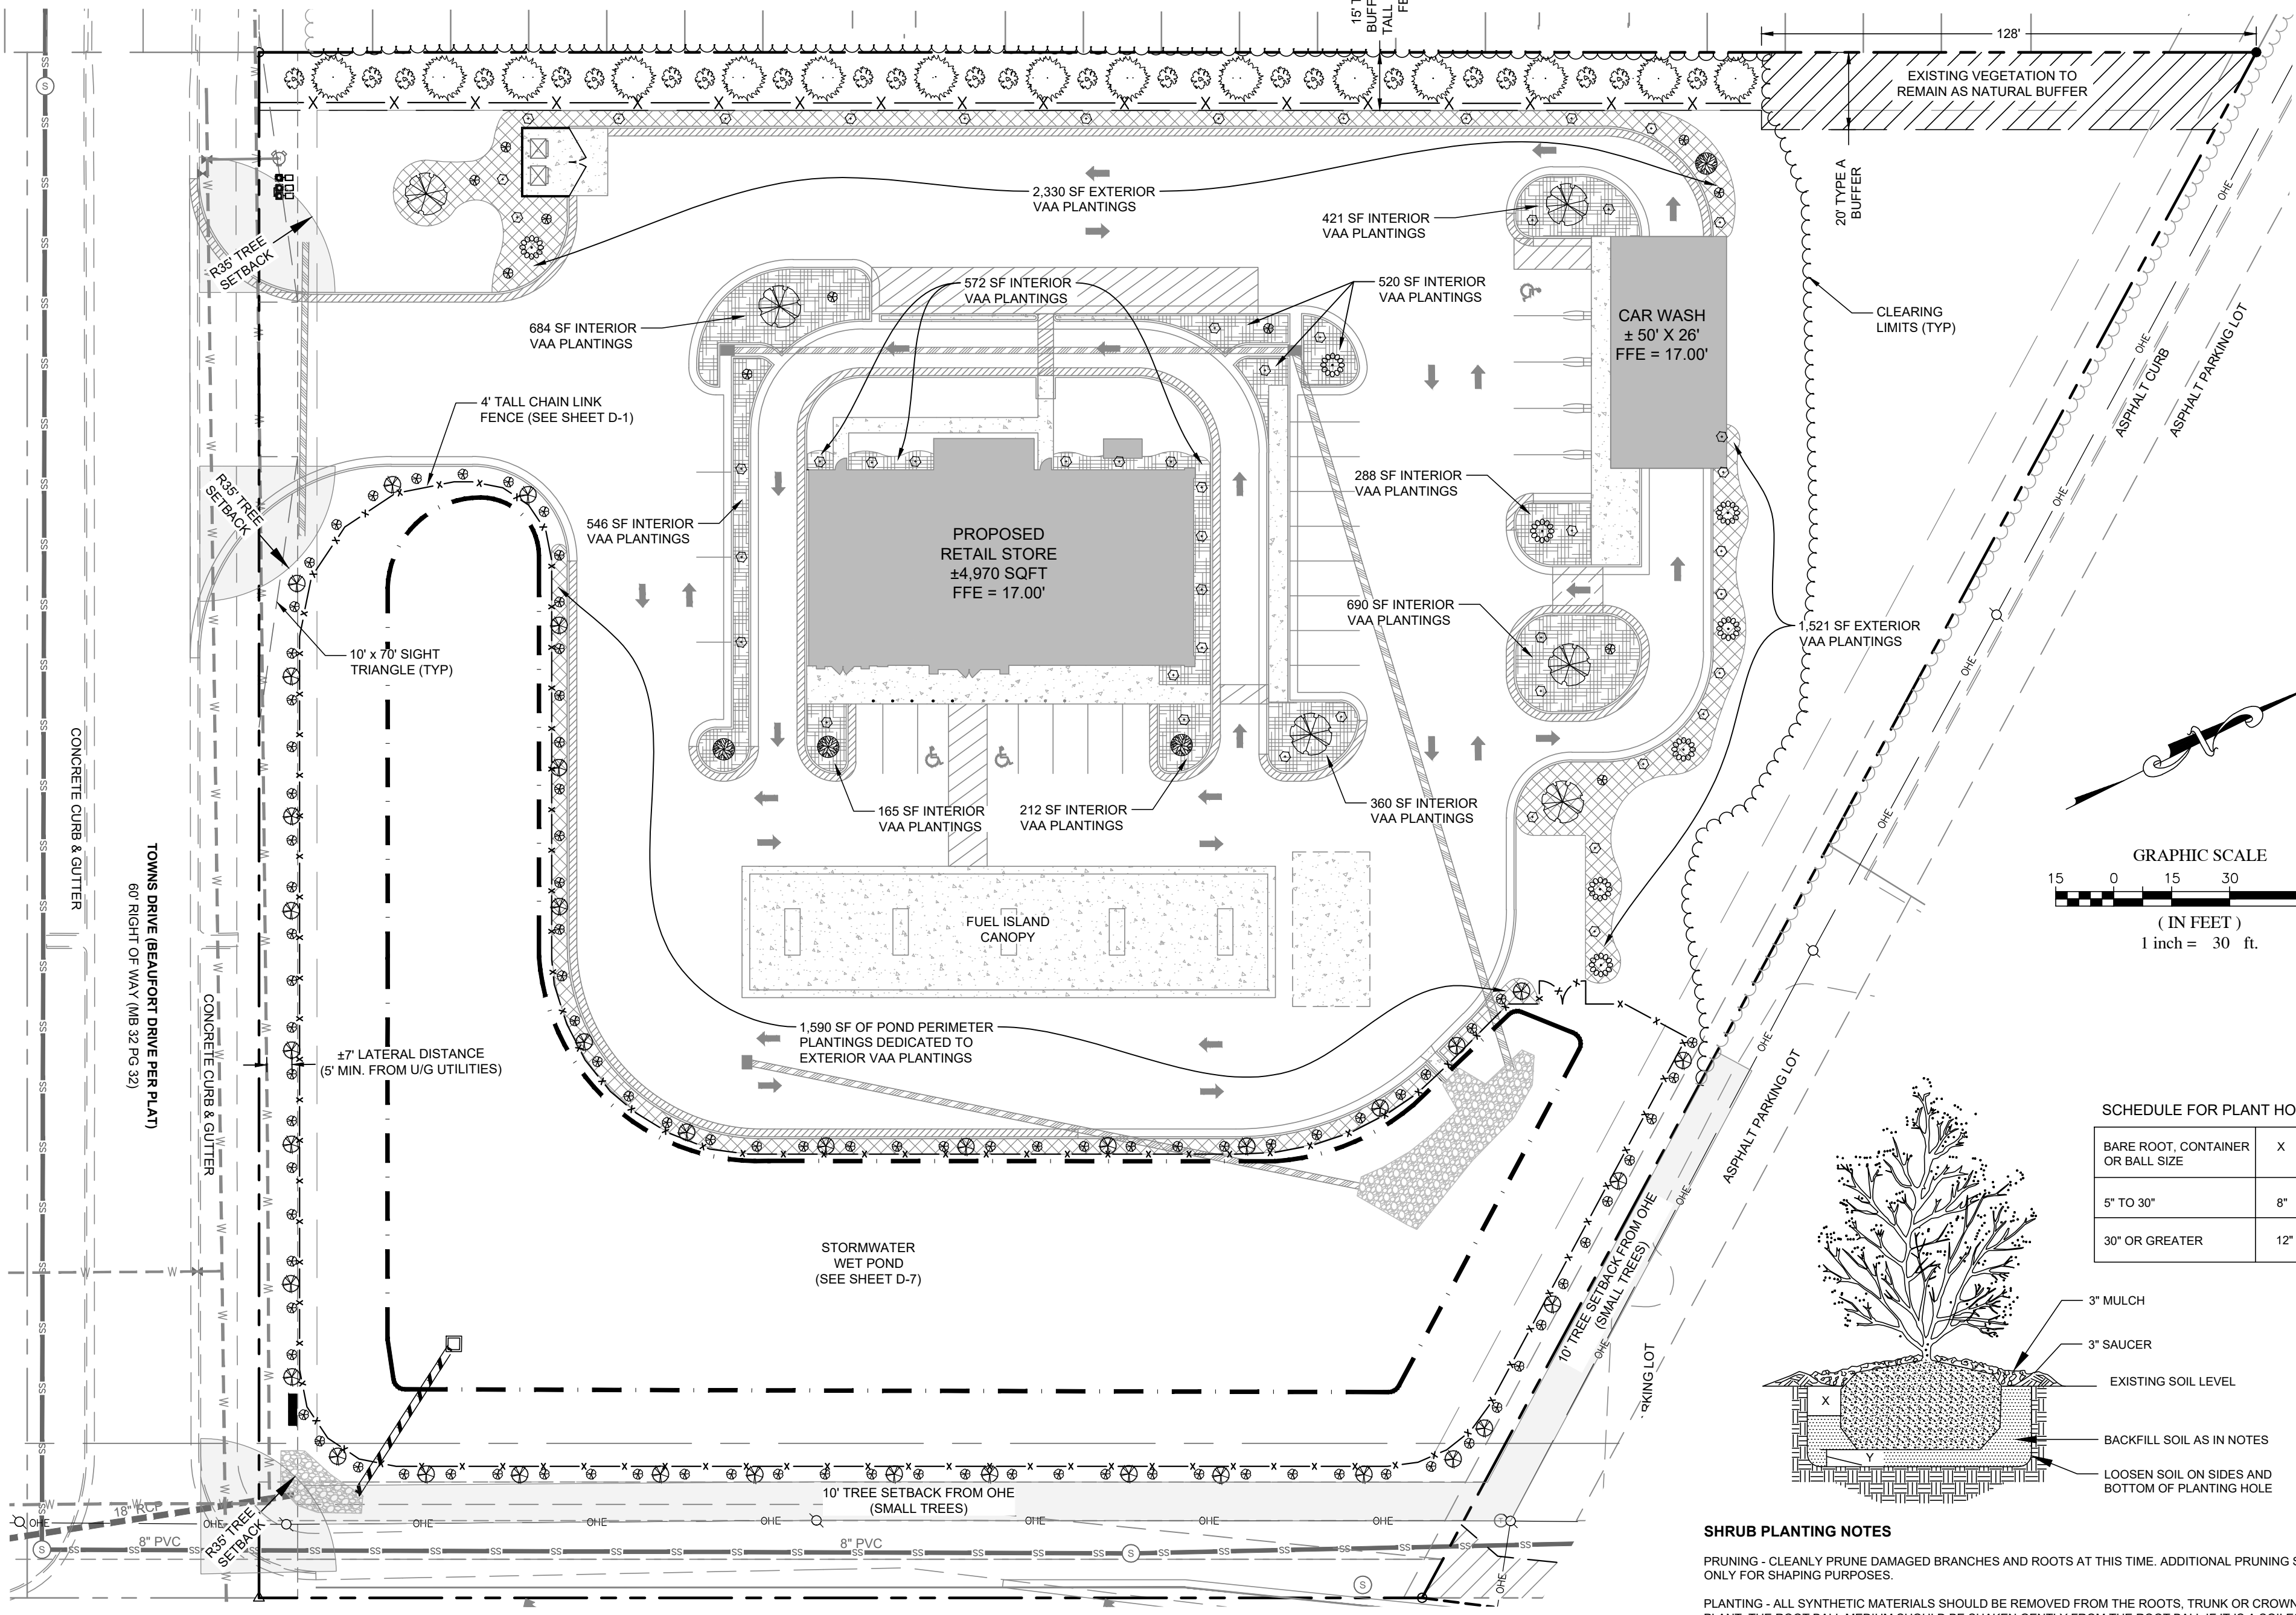 128'
EXISTING VEGETATION TO
REMAIN AS NATURAL BUFFER
20' TYPE A
BUFFER
R35' TREE
SETBACK
2,330 SF EXTERIOR
VAA PLANTINGS
421 SF INTERIOR
VAA PLANTINGS
572 SF INTERIOR
VAA PLANTINGS
520 SF INTERIOR
VAA PLANTINGS
684 SF INTERIOR
VAA PLANTINGS
CAR WASH
± 50' X 26'
FFE = 17.00'
CLEARING
LIMITS (TYP)
4' TALL CHAIN LINK
FENCE (SEE SHEET D-1)
ASPHALT CURB
ASPHALT PARKING LOT
R35' TREE
SETBACK
546 SF INTERIOR
VAA PLANTINGS
288 SF INTERIOR
VAA PLANTINGS
PROPOSED
RETAIL STORE
±4,970 SQFT
FFE = 17.00'
690 SF INTERIOR
VAA PLANTINGS
1,521 SF EXTERIOR
VAA PLANTINGS
10' x 70' SIGHT
TRIANGLE (TYP)
CONCRETE CURB & GUTTER
TOWNS DRIVE (BEAUFORT DRIVE PER PLAT)
60' RIGHT OF WAY (MB 32 PG 32)
CONCRETE CURB & GUTTER
165 SF INTERIOR
VAA PLANTINGS
212 SF INTERIOR
VAA PLANTINGS
360 SF INTERIOR
VAA PLANTINGS
FUEL ISLAND
CANOPY
GRAPHIC SCALE
15 0 15 30
( IN FEET )
1 inch = 30 ft.
±7' LATERAL DISTANCE
(5' MIN. FROM U/G UTILITIES)
1,590 SF OF POND PERIMETER
PLANTINGS DEDICATED TO
EXTERIOR VAA PLANTINGS
ASPHALT PARKING LOT
STORMWATER
WET POND
(SEE SHEET D-7)
10' TREE SETBACK FROM OHE
(SMALL TREES)
10' TREE SETBACK FROM OHE
(SMALL TREES)
R35' TREE
SETBACK
18" RCP
8" PVC
8" PVC
OHE OHE OHE OHE OHE OHE OHE
SS SS SS SS SS SS SS
SCHEDULE FOR PLANT HO
BARE ROOT, CONTAINER
OR BALL SIZE
X
5" TO 30" 8"
30" OR GREATER 12"
3" MULCH
3" SAUCER
EXISTING SOIL LEVEL
X
BACKFILL SOIL AS IN NOTES
Y
LOOSEN SOIL ON SIDES AND
BOTTOM OF PLANTING HOLE
SHRUB PLANTING NOTES
PRUNING - CLEANLY PRUNE DAMAGED BRANCHES AND ROOTS AT THIS TIME. ADDITIONAL PRUNING
ONLY FOR SHAPING PURPOSES.
PLANTING - ALL SYNTHETIC MATERIALS SHOULD BE REMOVED FROM THE ROOTS, TRUNK OR CROWN